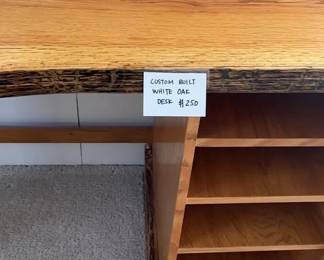 CUSTOM BUILT
WHITE OAK
DESK $250